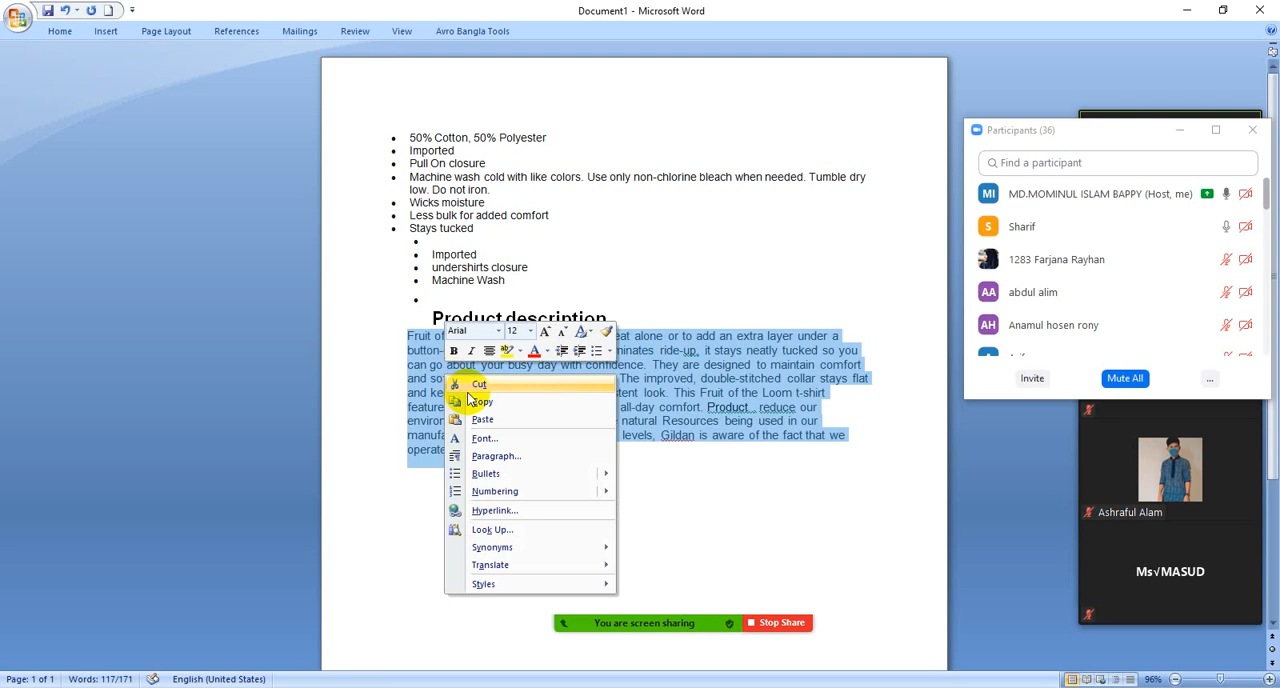 Document1 - Microsoft Word
Home Insert Page Layout References Mailings Review View Avro Bangla Tools
50% Cotton, 50% Polyester
Imported
Pull On closure
Machine wash cold with like colors. Use only non-chlorine bleach when needed. Tumble dry
low. Do not iron.
Wicks moisture
Less bulk for added comfort
Stays tucked
Imported
undershirts closure
Machine Wash
Product description
Fruit of
alone or to add an extra layer under a
button-
ride-up, it stays neatly tucked so you
can go about your busy day with confidence. They are designed to maintain comfort
and
The improved, double-stitched collar stays flat
and
look. This Fruit of the Loom t-shirt
all-day comfort. Product reduce our
natural Resources being used in our
levels, Gildan is aware of the fact that we
operate
Arial 12
Cut
Copy
Paste
Font...
Paragraph...
Bullets
Numbering
Hyperlink...
Look Up...
Synonyms
Translate
Styles
You are screen sharing Stop Share
Participants (36)
Find a participant
MI MD.MOMINUL ISLAM BAPPY (Host, me)
S Sharif
1283 Farjana Rayhan
AA abdul alim
AH Anamul hosen rony
Invite Mute All ...
Ashraful Alam
Ms√MASUD
Page: 1 of 1 Words: 117/171 English (United States) 96%